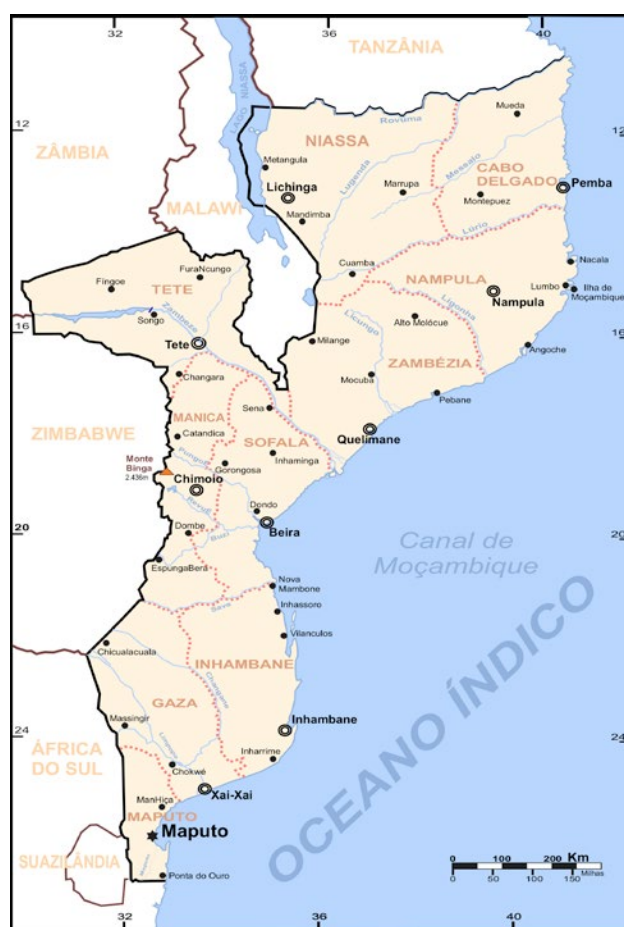 32
36
40
TANZÂNIA
LAGO NIASSA
12
12
Mueda
Rovuma
NIASSA
ZÂMBIA
Metangula
Messalo
CABO
DELGADO
Lugenda
Pemba
Lichinga
Marrupa
Montepuez
MALAWI
Mandimba
Lúrio
Nacala
Cuamba
FuraNcungo
NAMPULA
Fingoe
TETE
Lumbo
Ilha de
Moçambique
Nampula
Ligonha
Zambeze
Songo
Licungo
Alto Molócue
16
16
Tete
Milange
Angoche
ZAMBÉZIA
Changara
Mocuba
Pebane
MANICA
Sena
ZIMBABWE
Catandica
SOFALA
Quelimane
Monte
Binga
2.436m
Pungoe
Inhaminga
Gorongosa
Chimoio
Dondo
Beira
20
20
Dombe
Buzi
Canal de
Moçambique
EspungaBerá
Nova
Mambone
Save
Inhassoro
Vilanculos
Chicualacuala
INHAMBANE
Changane
GAZA
Massingir
Inhambane
24
24
ÁFRICA
DO SUL
Limpopo
Chokwé
Inharrime
Xai-Xai
ManHiça
MAPUTO
Maputo
OCEANO ÍNDICO
SUAZILÂNDIA
Ponta do Ouro
0 100 200 Km
0 50 100 150 Milhas
32
36
40